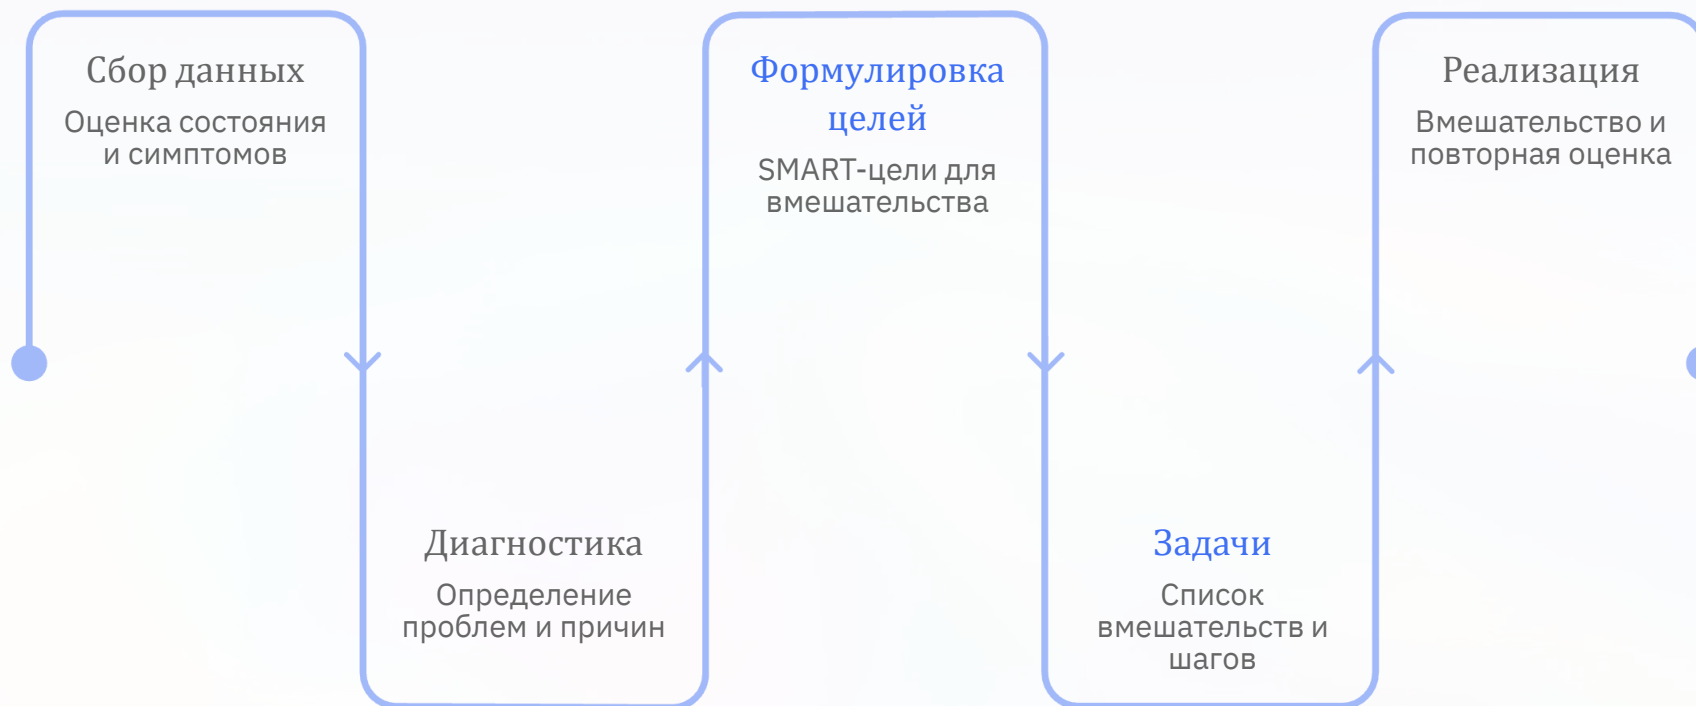 Сбор данных
Оценка состояния
и симптомов
Диагностика
Определение
проблем и причин
Формулировка
целей
SMART-цели для
вмешательства
Задачи
Список
вмешательств и
шагов
Реализация
Вмешательство и
повторная оценка